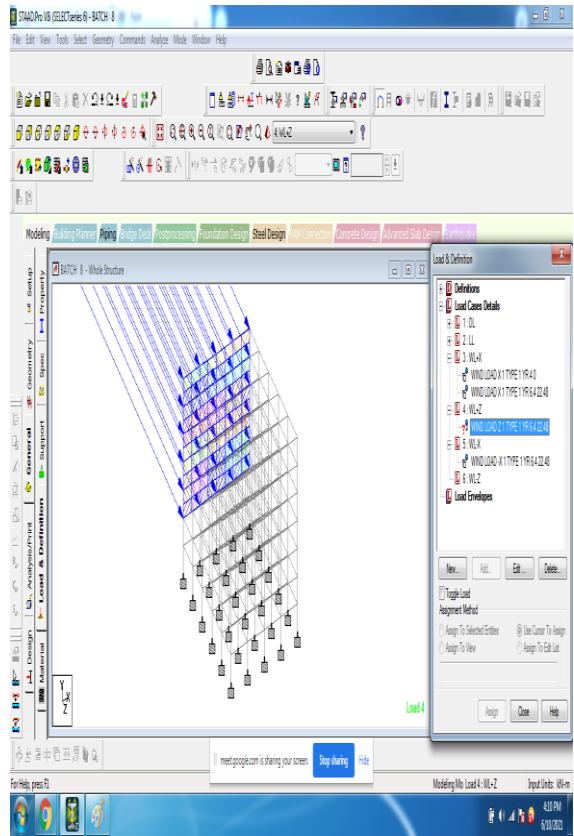 STAAD.Pro V8i (SELECTseries 6) - BATCH 8
File Edit View Tools Select Geometry Commands Analyze Mode Window Help
4:WL+Z
Modeling Building Planner Piping Bridge Deck Postprocessing Foundation Design Steel Design RAM Connection Concrete Design Advanced Slab Design Earthquake
BATCH 8 - Whole Structure
Setup
Geometry
General
Analysis/Print
Design
Property
Spec
Support
Load & Definition
Material
Y
X
Z
Load 4
Load & Definition
Definitions
Load Cases Details
1 : DL
2 : LL
3 : WL+X
WIND LOAD X 1 TYPE 1 YR 4 0
WIND LOAD X 1 TYPE 1 YR 6.4 22.48
4 : WL+Z
WIND LOAD Z 1 TYPE 1 YR 6.4 22.48
5 : WL-X
WIND LOAD -X 1 TYPE 1 YR 6.4 22.48
6 : WL-Z
Load Envelopes
New... Add... Edit ... Delete...
Toggle Load
Assignment Method
Assign To Selected Entities Use Cursor To Assign
Assign To View Assign To Edit List
Assign Close Help
meet.google.com is sharing your screen. Stop sharing Hide
For Help, press F1 Modeling Mo Load 4 : WL+Z Input Units: kN-m
4:10 PM
6/10/2021